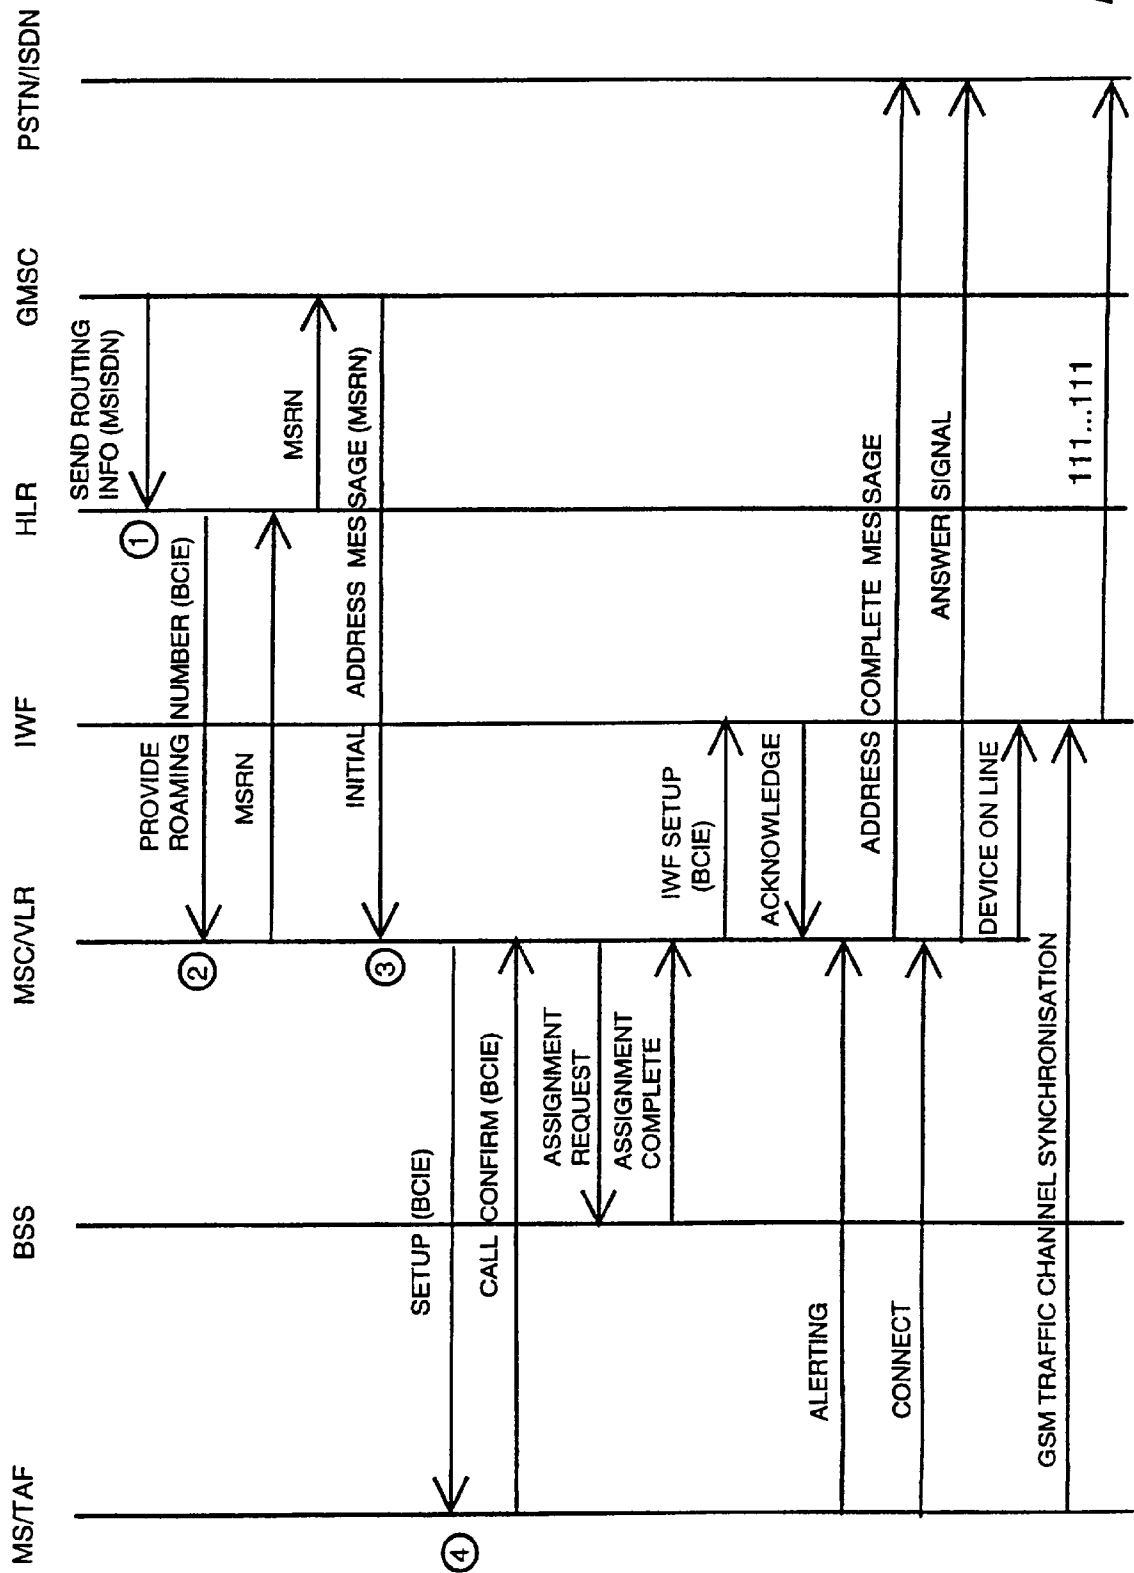 MS/TAF
BSS
MSC/VLR
IWF
HLR
GMSC
PSTN/ISDN
SEND ROUTING
INFO (MSISDN)
1
PROVIDE
ROAMING NUMBER (BCIE)
2
MSRN
MSRN
INITIAL ADDRESS MESSAGE (MSRN)
3
SETUP (BCIE)
4
CALL CONFIRM (BCIE)
ASSIGNMENT
REQUEST
ASSIGNMENT
COMPLETE
IWF SETUP
(BCIE)
ACKNOWLEDGE
ALERTING
ADDRESS COMPLETE MESSAGE
CONNECT
ANSWER SIGNAL
DEVICE ON LINE
GSM TRAFFIC CHANNEL SYNCHRONISATION
111...111